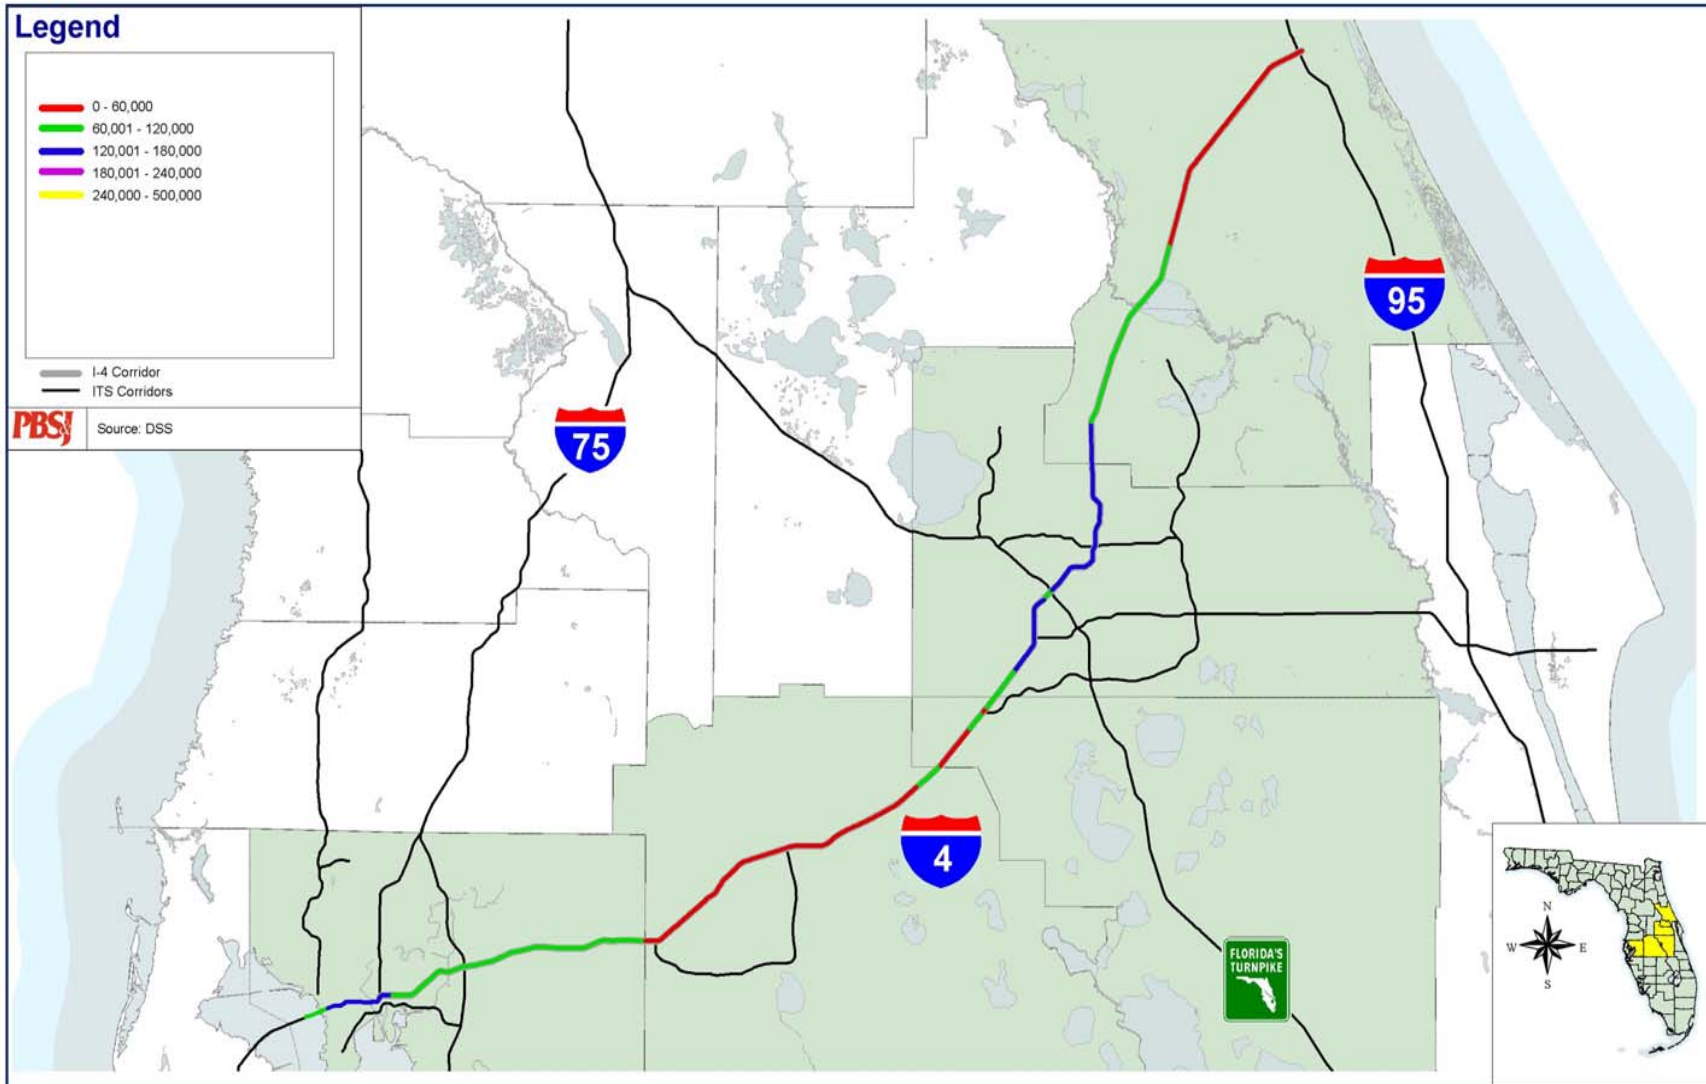 Legend
0 - 60,000
60,001 - 120,000
120,001 - 180,000
180,001 - 240,000
240,000 - 500,000
I-4 Corridor
ITS Corridors
PBSJ
Source: DSS
95
75
4
FLORIDA'S
TURNPIKE
N
W
E
S